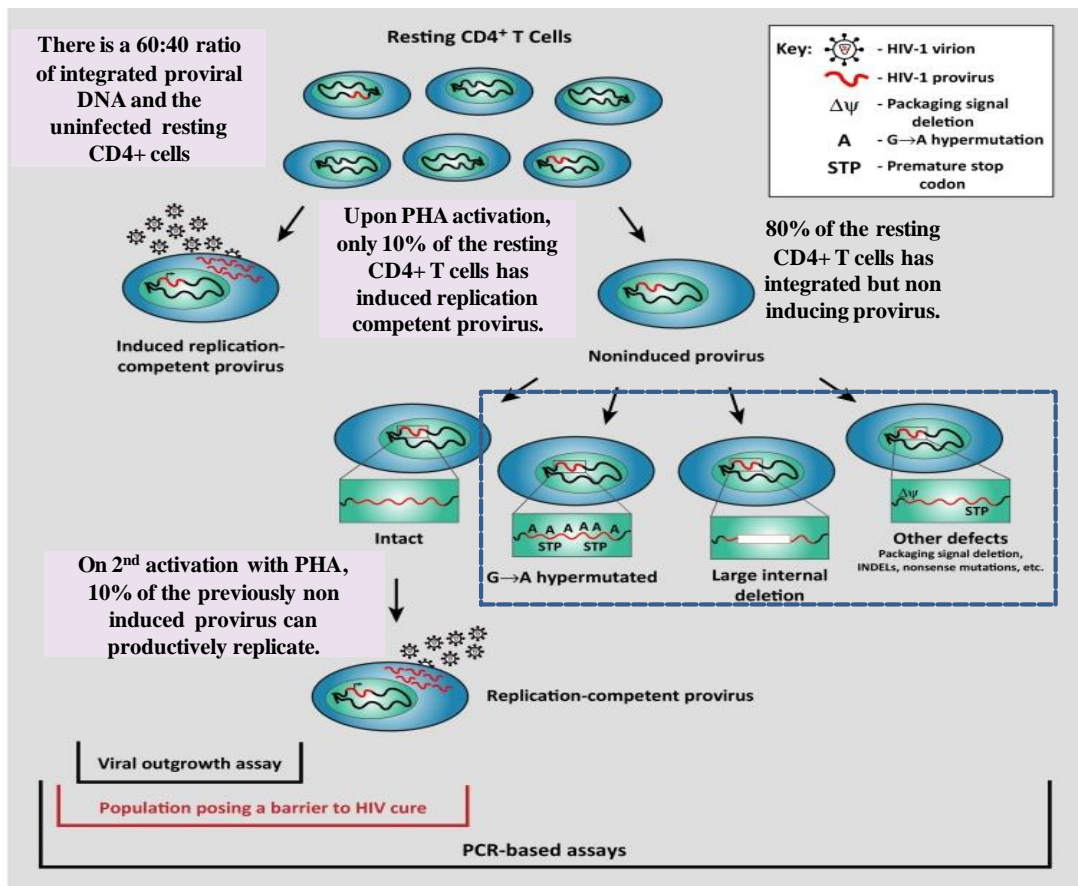 There is a 60:40 ratio
of integrated proviral
DNA and the
uninfected resting
CD4+ cells
Resting CD4+ T Cells
Key: - HIV-1 virion
- HIV-1 provirus
Δψ - Packaging signal
deletion
A - G→A hypermutation
STP - Premature stop
codon
Upon PHA activation,
only 10% of the resting
CD4+ T cells has
induced replication
competent provirus.
80% of the resting
CD4+ T cells has
integrated but non
inducing provirus.
Induced replication-
competent provirus
Noninduced provirus
Intact
A A A AA A
STP STP
G→A hypermutated
Large internal
deletion
Δψ
STP
Other defects
Packaging signal deletion,
INDELs, nonsense mutations, etc.
On 2nd activation with PHA,
10% of the previously non
induced provirus can
productively replicate.
Replication-competent provirus
Viral outgrowth assay
Population posing a barrier to HIV cure
PCR-based assays